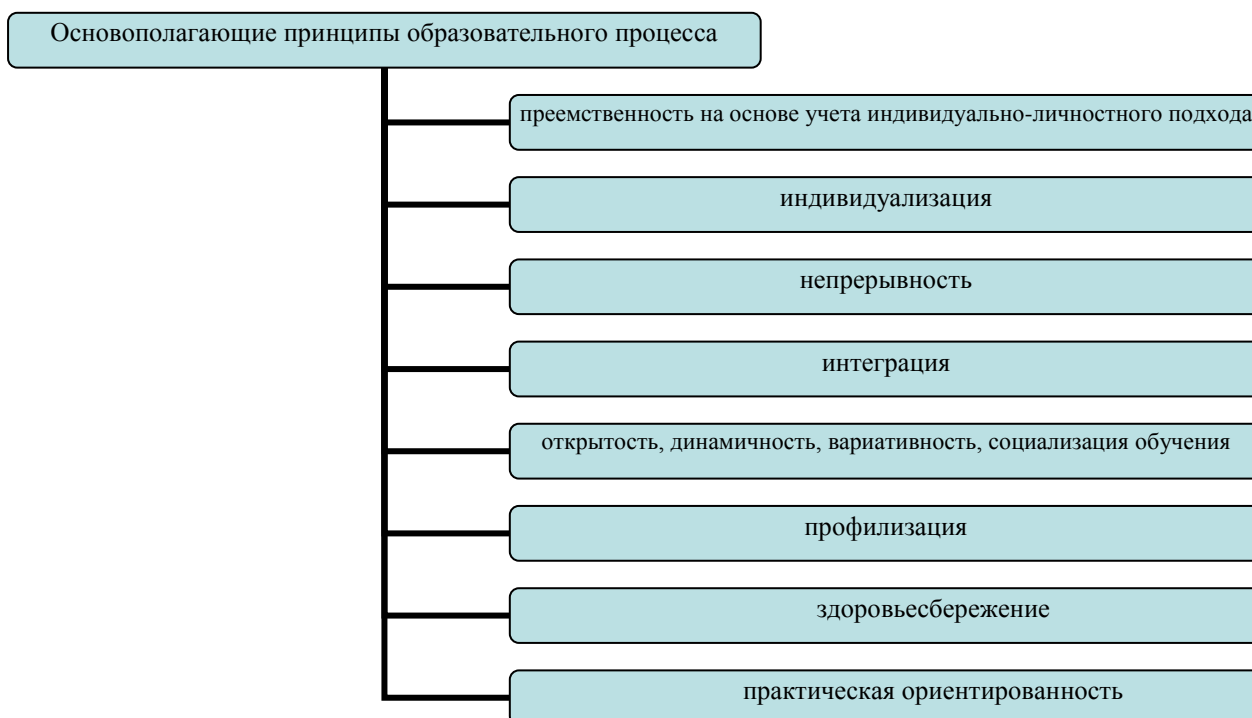 Основополагающие принципы образовательного процесса
преемственность на основе учета индивидуально-личностного подхода
индивидуализация
непрерывность
интеграция
открытость, динамичность, вариативность, социализация обучения
профилизация
здоровьесбережение
практическая ориентированность